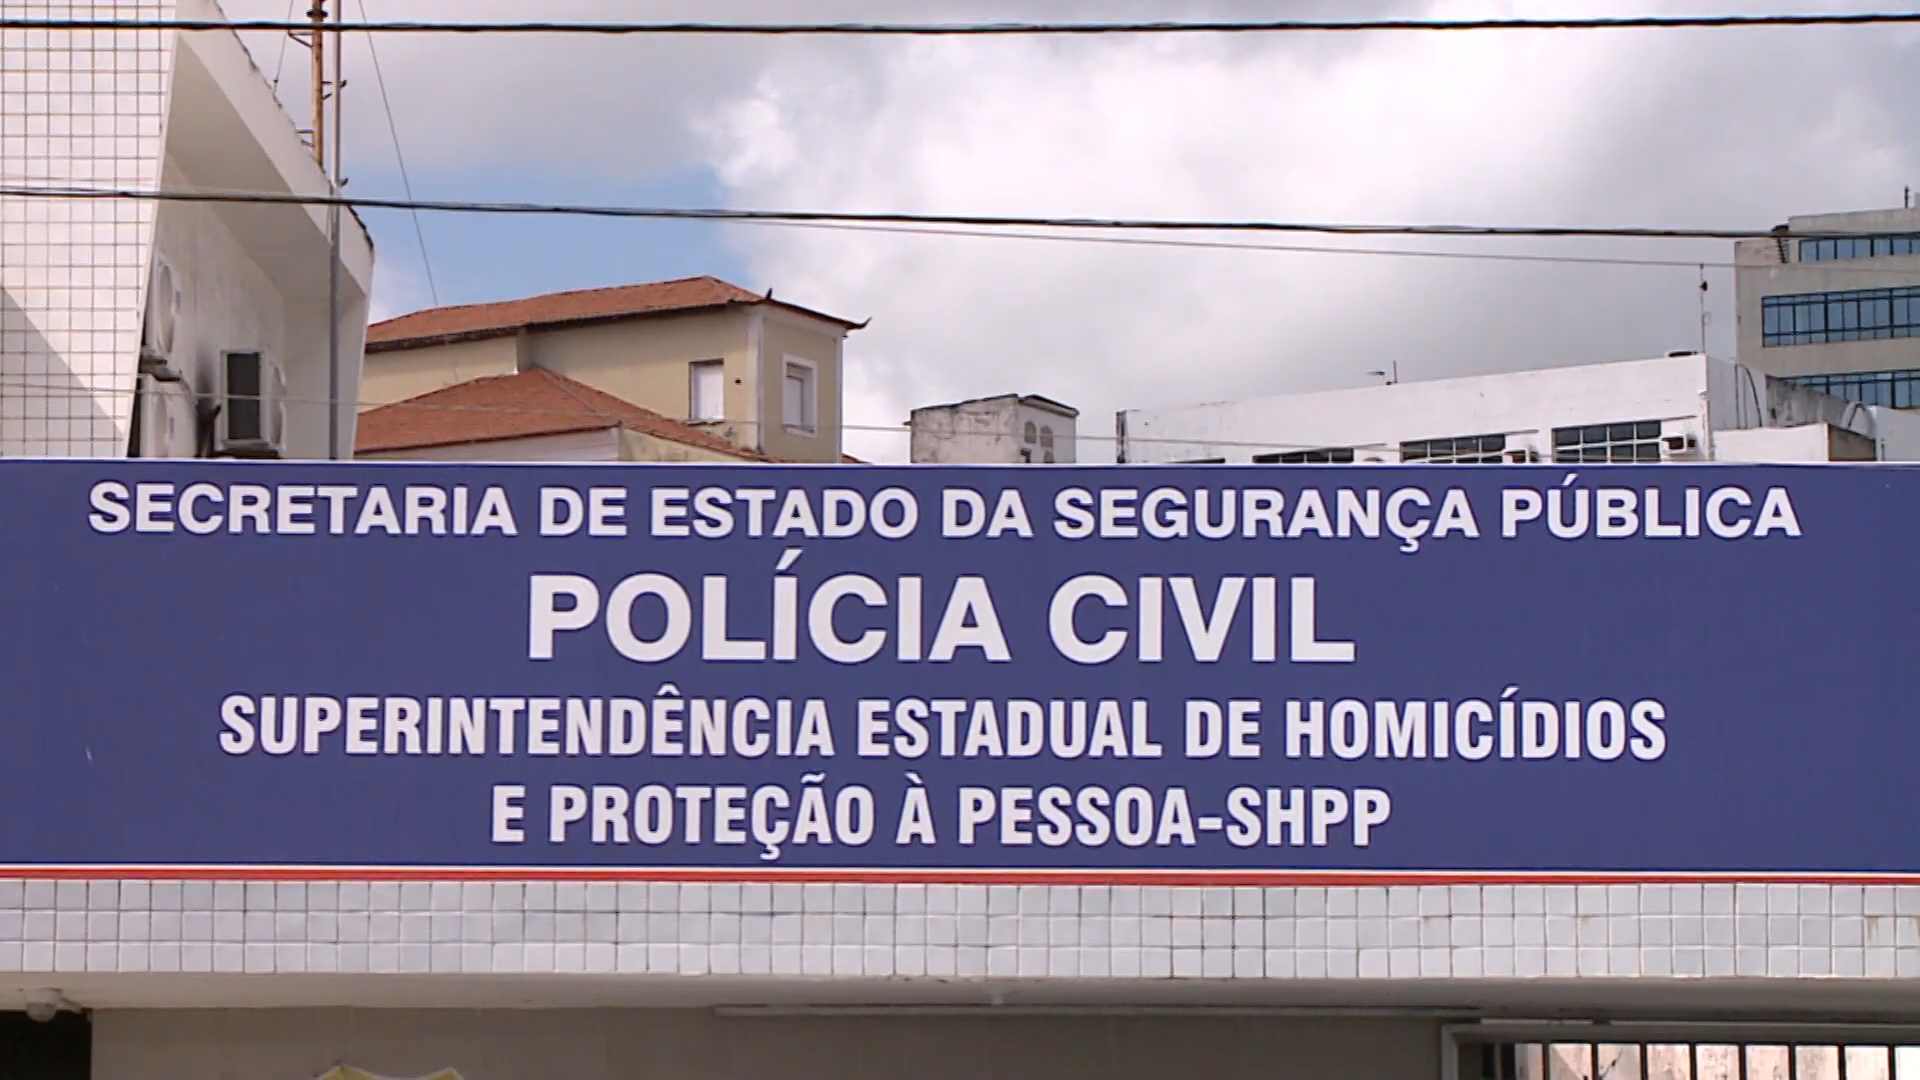 SECRETARIA DE ESTADO DA SEGURANÇA PÚBLICA
POLÍCIA CIVIL
SUPERINTENDÊNCIA ESTADUAL DE HOMICÍDIOS
E PROTEÇÃO À PESSOA-SHPP